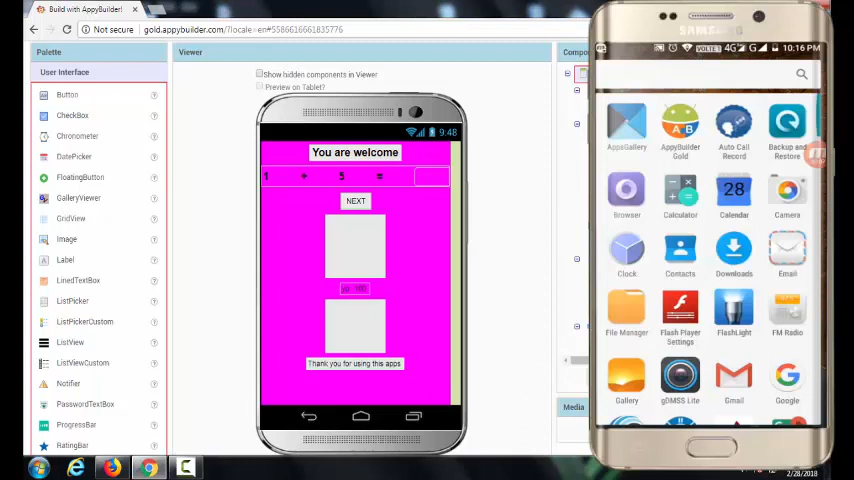 Build with AppyBuilder!
Not secure
gold.appybuilder.com/?locale=en#5586616661835776
Palette
User Interface
Button
CheckBox
Chronometer
DatePicker
FloatingButton
GalleryViewer
GridView
Image
Label
LinedTextBox
ListPicker
ListPickerCustom
ListView
ListViewCustom
Notifier
PasswordTextBox
ProgressBar
RatingBar
Viewer
Show hidden components in Viewer
Preview on Tablet?
9:48
You are welcome
1 + 5 =
NEXT
Thank you for using this apps
Compo
Media
SAMSUNG
VOLTE1 4G G 10:16 PM
AppsGallery
AppyBuilder Gold
Auto Call Record
Backup and Restore
Browser
Calculator
28
Calendar
Camera
Clock
Contacts
Downloads
Email
File Manager
Flash Player Settings
FlashLight
FM Radio
Gallery
gDMSS Lite
Gmail
Google
2/28/2018